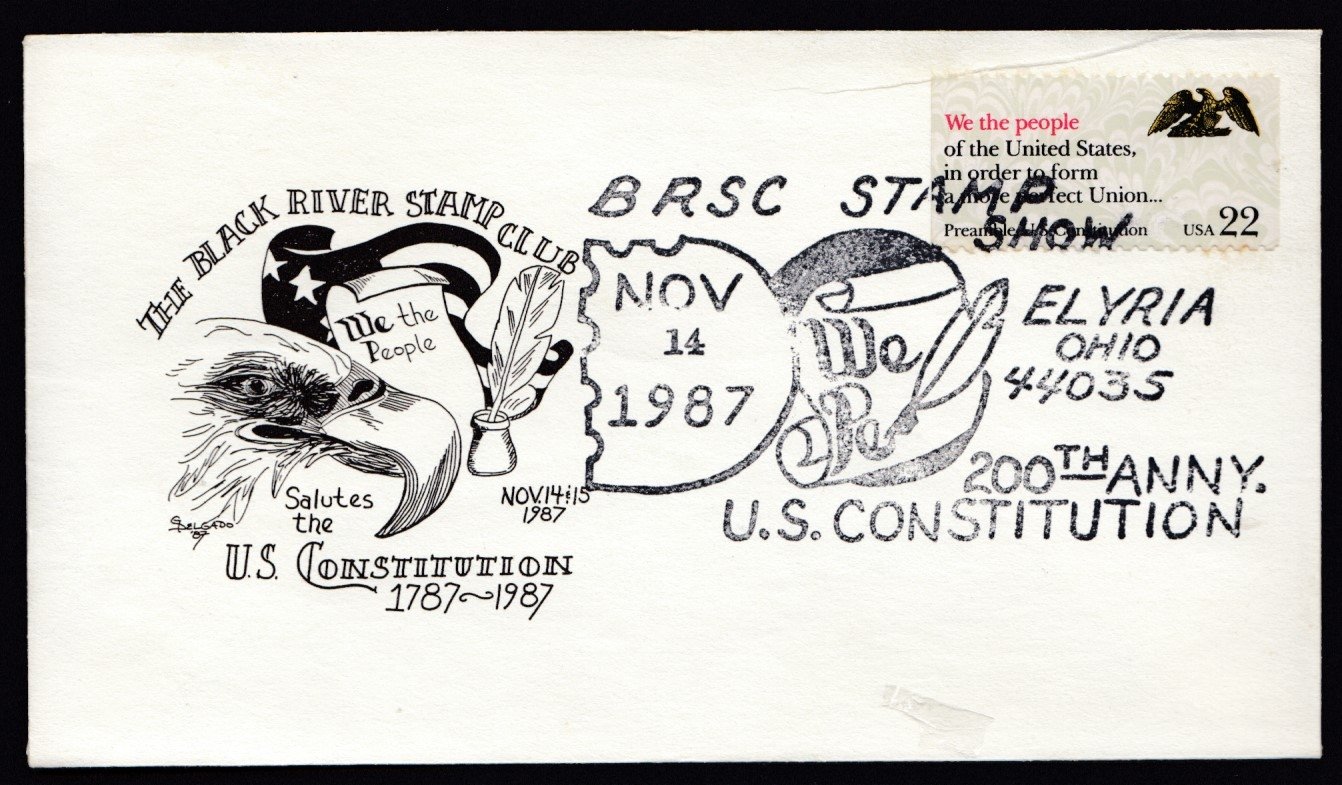 THE BLACK RIVER STAMP CLUB
We the
People
Salutes
the
U.S. CONSTITUTION
1787~1987
NOV. 14 & 15
1987
S DELGADO
'87
BRSC STAMP
SHOW
NOV
14
1987
We
Pe
ELYRIA
OHIO
44035
200TH ANNY.
U.S. CONSTITUTION
We the people
of the United States,
in order to form
a more perfect Union...
Preamble, U.S. Constitution
USA 22